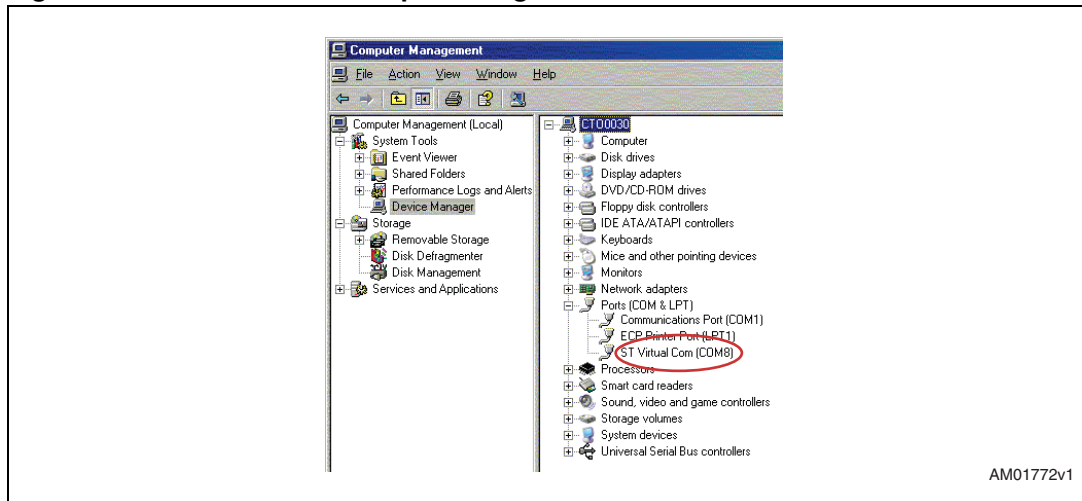 Computer Management
File Action View Window Help
Computer Management (Local)
System Tools
Event Viewer
Shared Folders
Performance Logs and Alerts
Device Manager
Storage
Removable Storage
Disk Defragmenter
Disk Management
Services and Applications
CTO0030
Computer
Disk drives
Display adapters
DVD/CD-ROM drives
Floppy disk controllers
IDE ATA/ATAPI controllers
Keyboards
Mice and other pointing devices
Monitors
Network adapters
Ports (COM & LPT)
Communications Port (COM1)
ECP Printer Port (LPT1)
ST Virtual Com (COM8)
Processors
Smart card readers
Sound, video and game controllers
Storage volumes
System devices
Universal Serial Bus controllers
AM01772v1